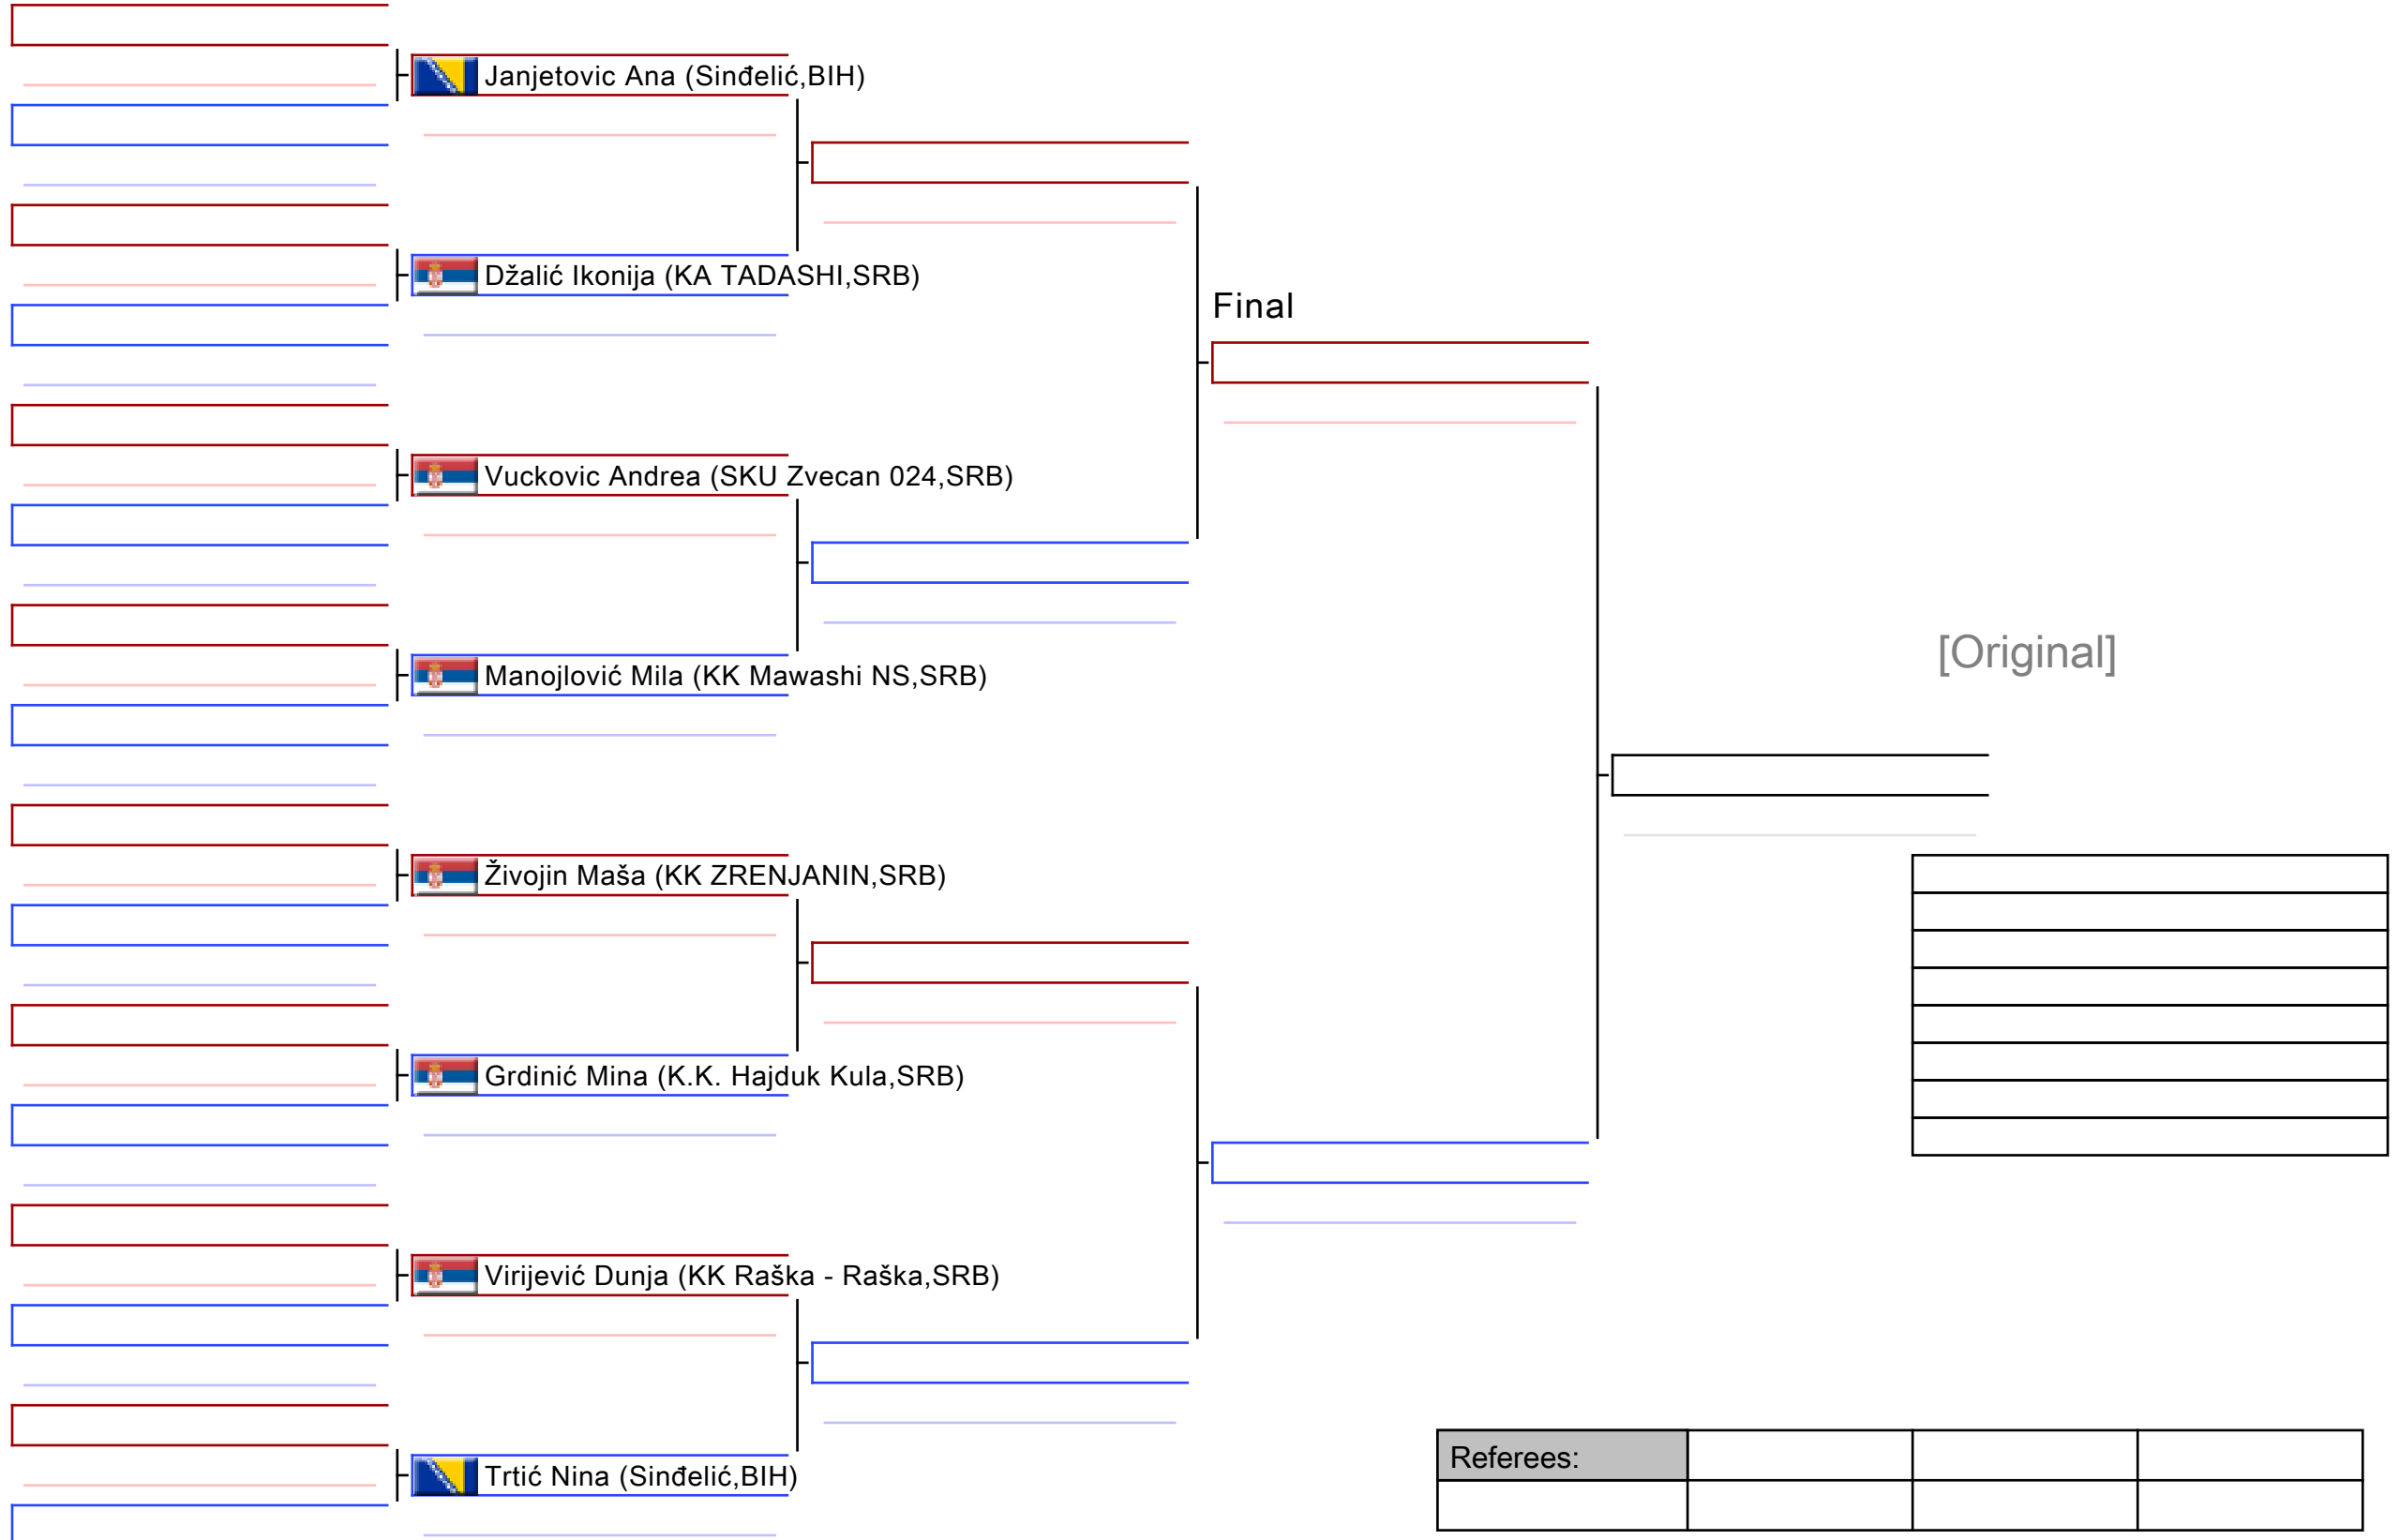 Janjetovic Ana (Sinđelić,BIH)
Džalić Ikonija (KA TADASHI,SRB)
Final
Vuckovic Andrea (SKU Zvecan 024,SRB)
[Original]
Manojlović Mila (KK Mawashi NS,SRB)
Živojin Maša (KK ZRENJANIN,SRB)
Grdinić Mina (K.K. Hajduk Kula,SRB)
Virijević Dunja (KK Raška - Raška,SRB)
Referees:
Trtić Nina (Sinđelić,BIH)